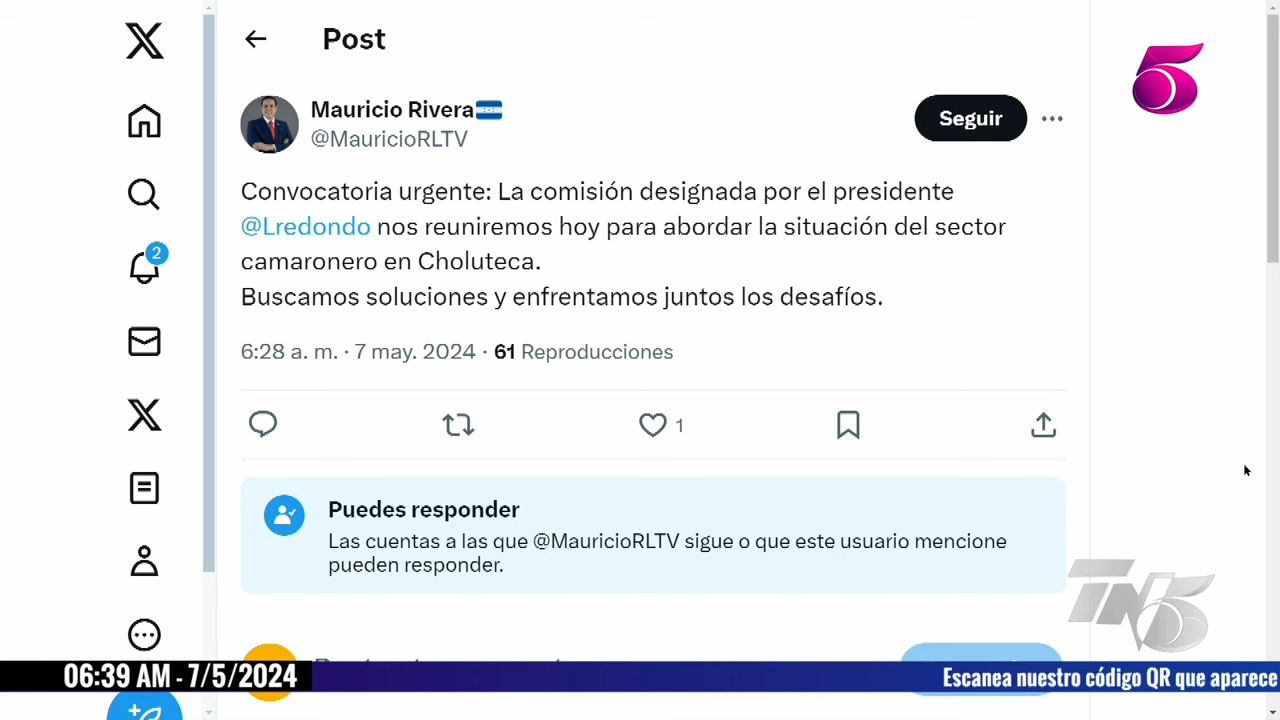 Post
5
Mauricio Rivera
@MauricioRLTV
Seguir
Convocatoria urgente: La comisión designada por el presidente
@Lredondo nos reuniremos hoy para abordar la situación del sector
camaronero en Choluteca.
Buscamos soluciones y enfrentamos juntos los desafíos.
2
6:28 a. m. · 7 may. 2024 · 61 Reproducciones
1
Puedes responder
Las cuentas a las que @MauricioRLTV sigue o que este usuario mencione
pueden responder.
TN5
06:39 AM - 7/5/2024
Escanea nuestro código QR que aparece